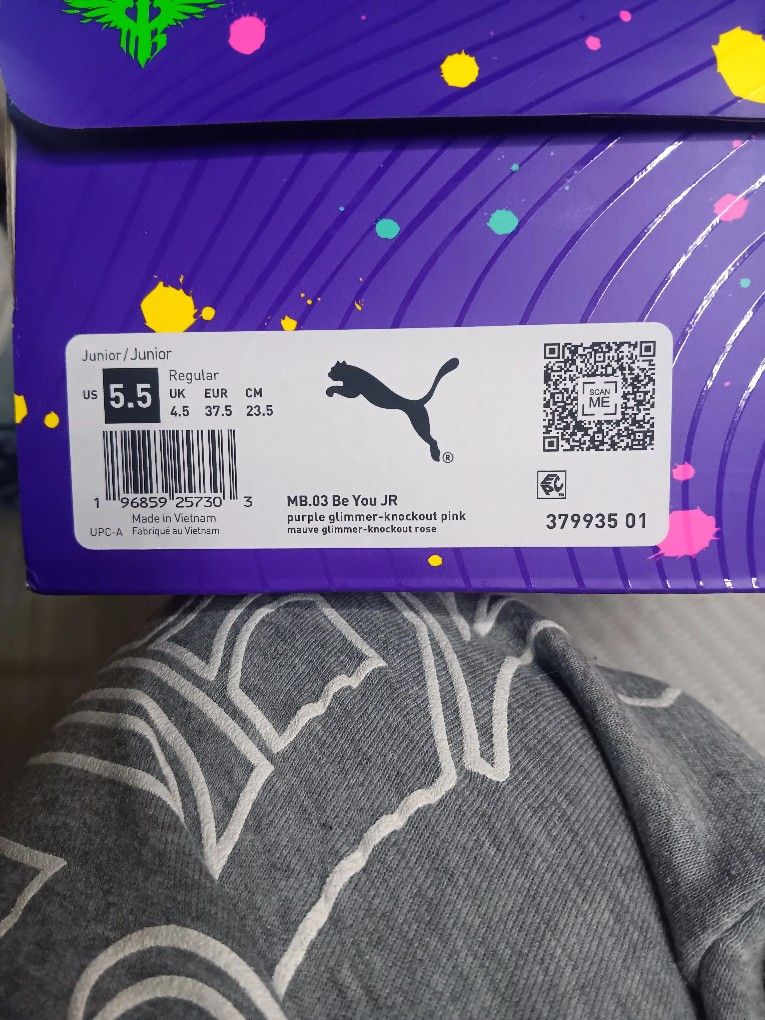 MB
Junior/Junior
US 5.5 Regular
UK EUR CM
4.5 37.5 23.5
®
SCAN
ME
1 96859 25730 3
Made in Vietnam
UPC-A Fabriqué au Vietnam
MB.03 Be You JR
purple glimmer-knockout pink
mauve glimmer-knockout rose
379935 01